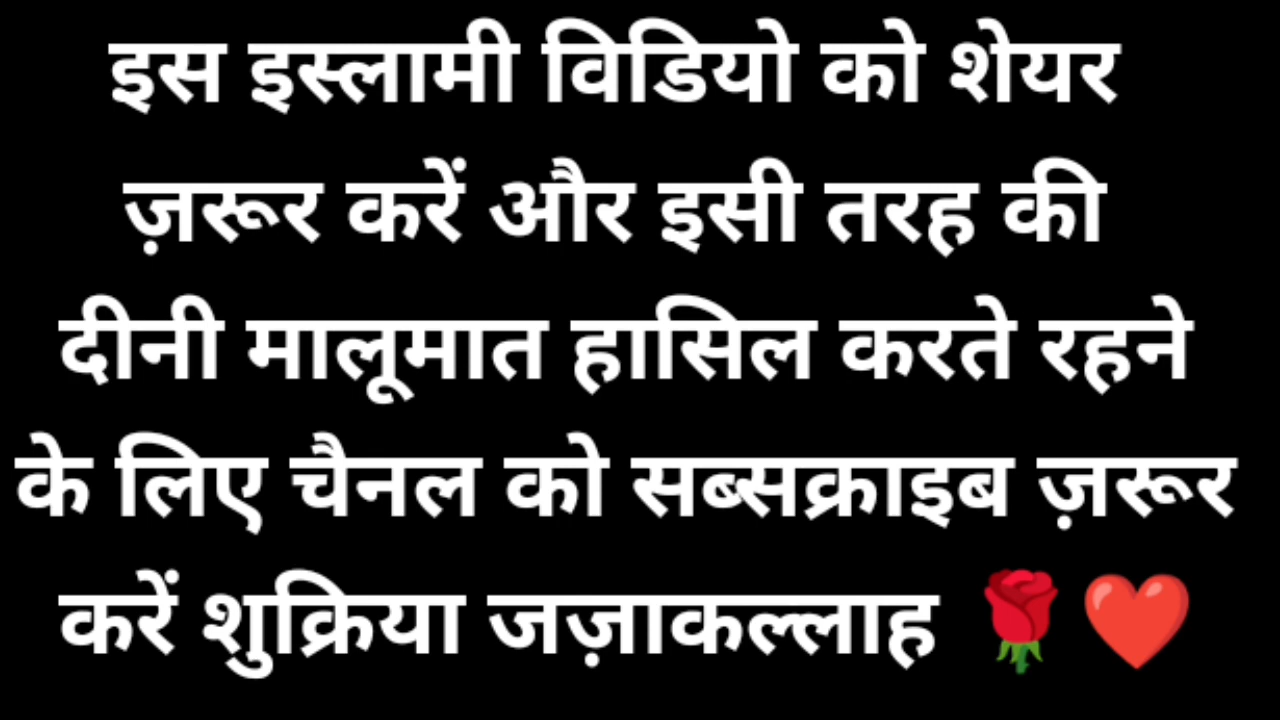 इस इस्लामी विडियो को शेयर
ज़रूर करें और इसी तरह की
दीनी मालूमात हासिल करते रहने
के लिए चैनल को सब्सक्राइब ज़रूर
करें शुक्रिया जज़ाकल्लाह 🌹❤️